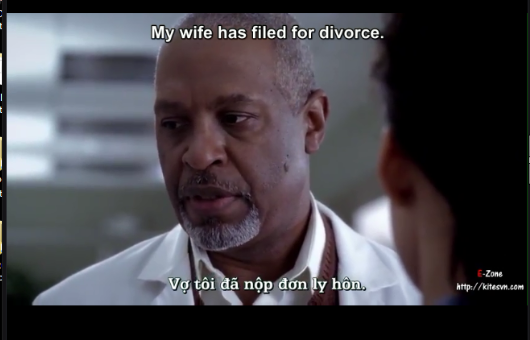 My wife has filed for divorce.
Vợ tôi đã nộp đơn ly hôn.
E-Zone
http://kitesvn.com